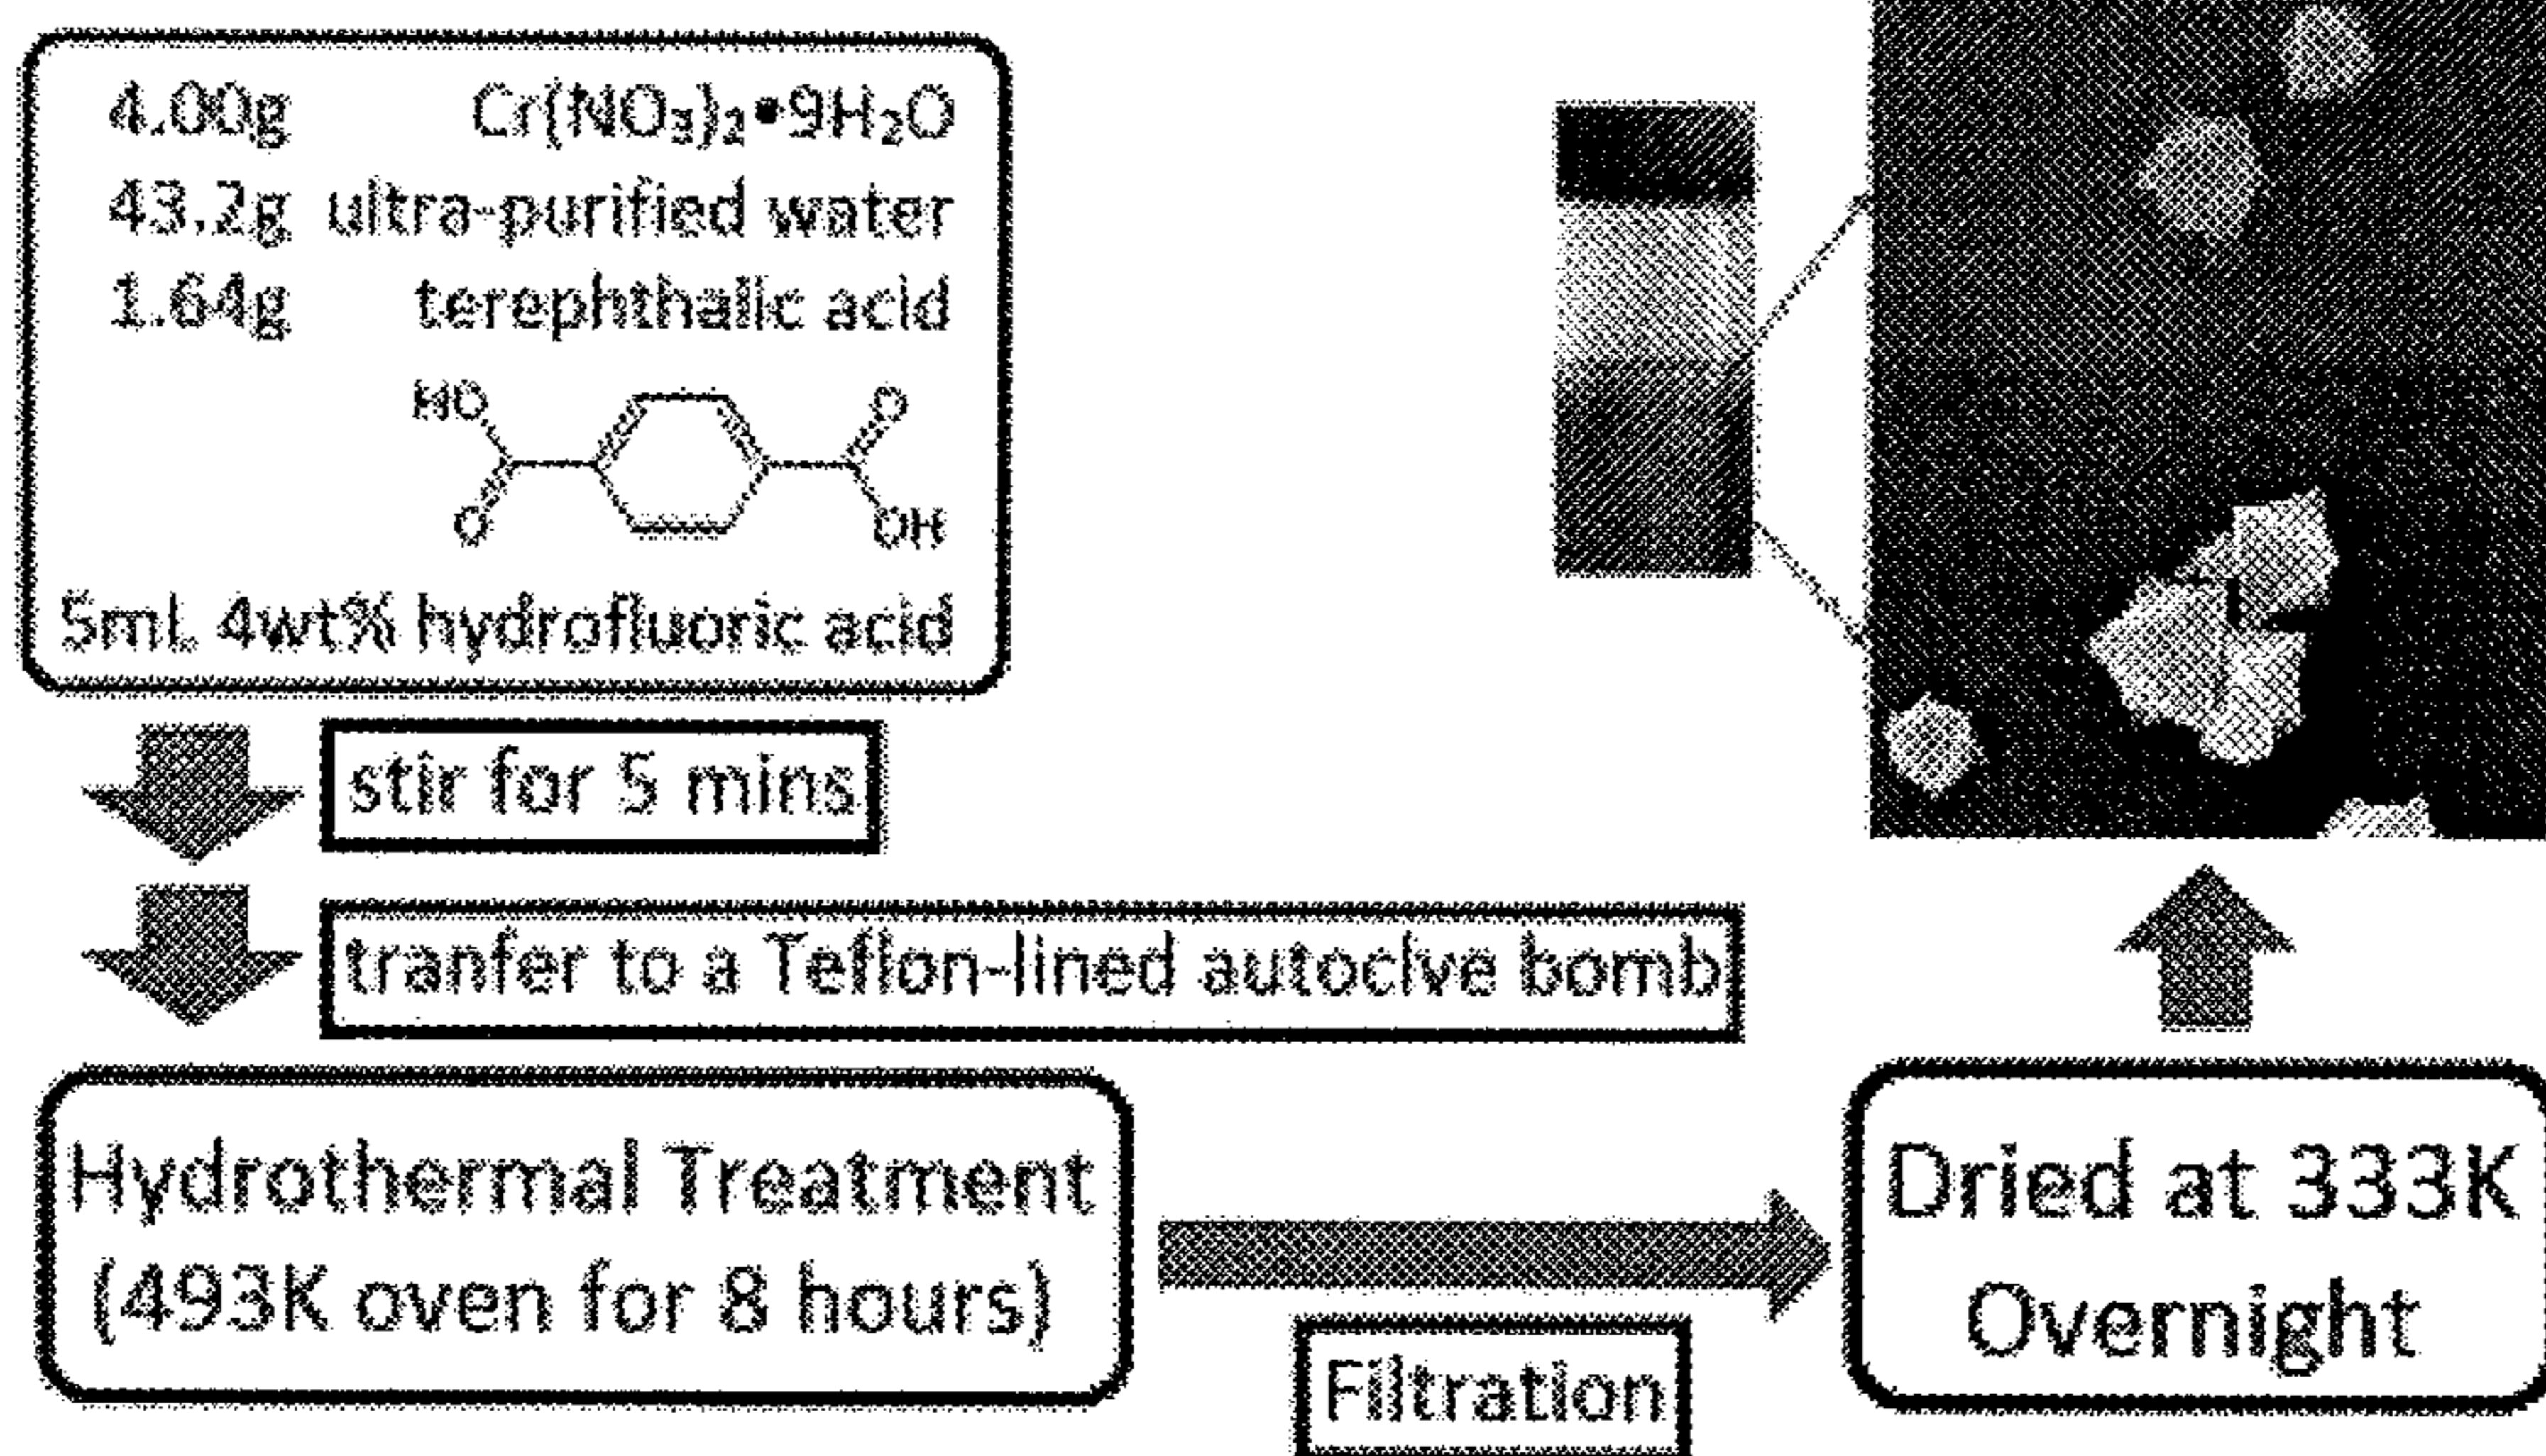 4.00g Cr(NO₃)₂•9H₂O
43.2g ultra-purified water
1.64g terephthalic acid
HO O
O OH
5mL 4wt% hydrofluoric acid
stir for 5 mins
tranfer to a Teflon-lined autoclve bomb
Hydrothermal Treatment
(493K oven for 8 hours)
Filtration
Dried at 333K
Overnight